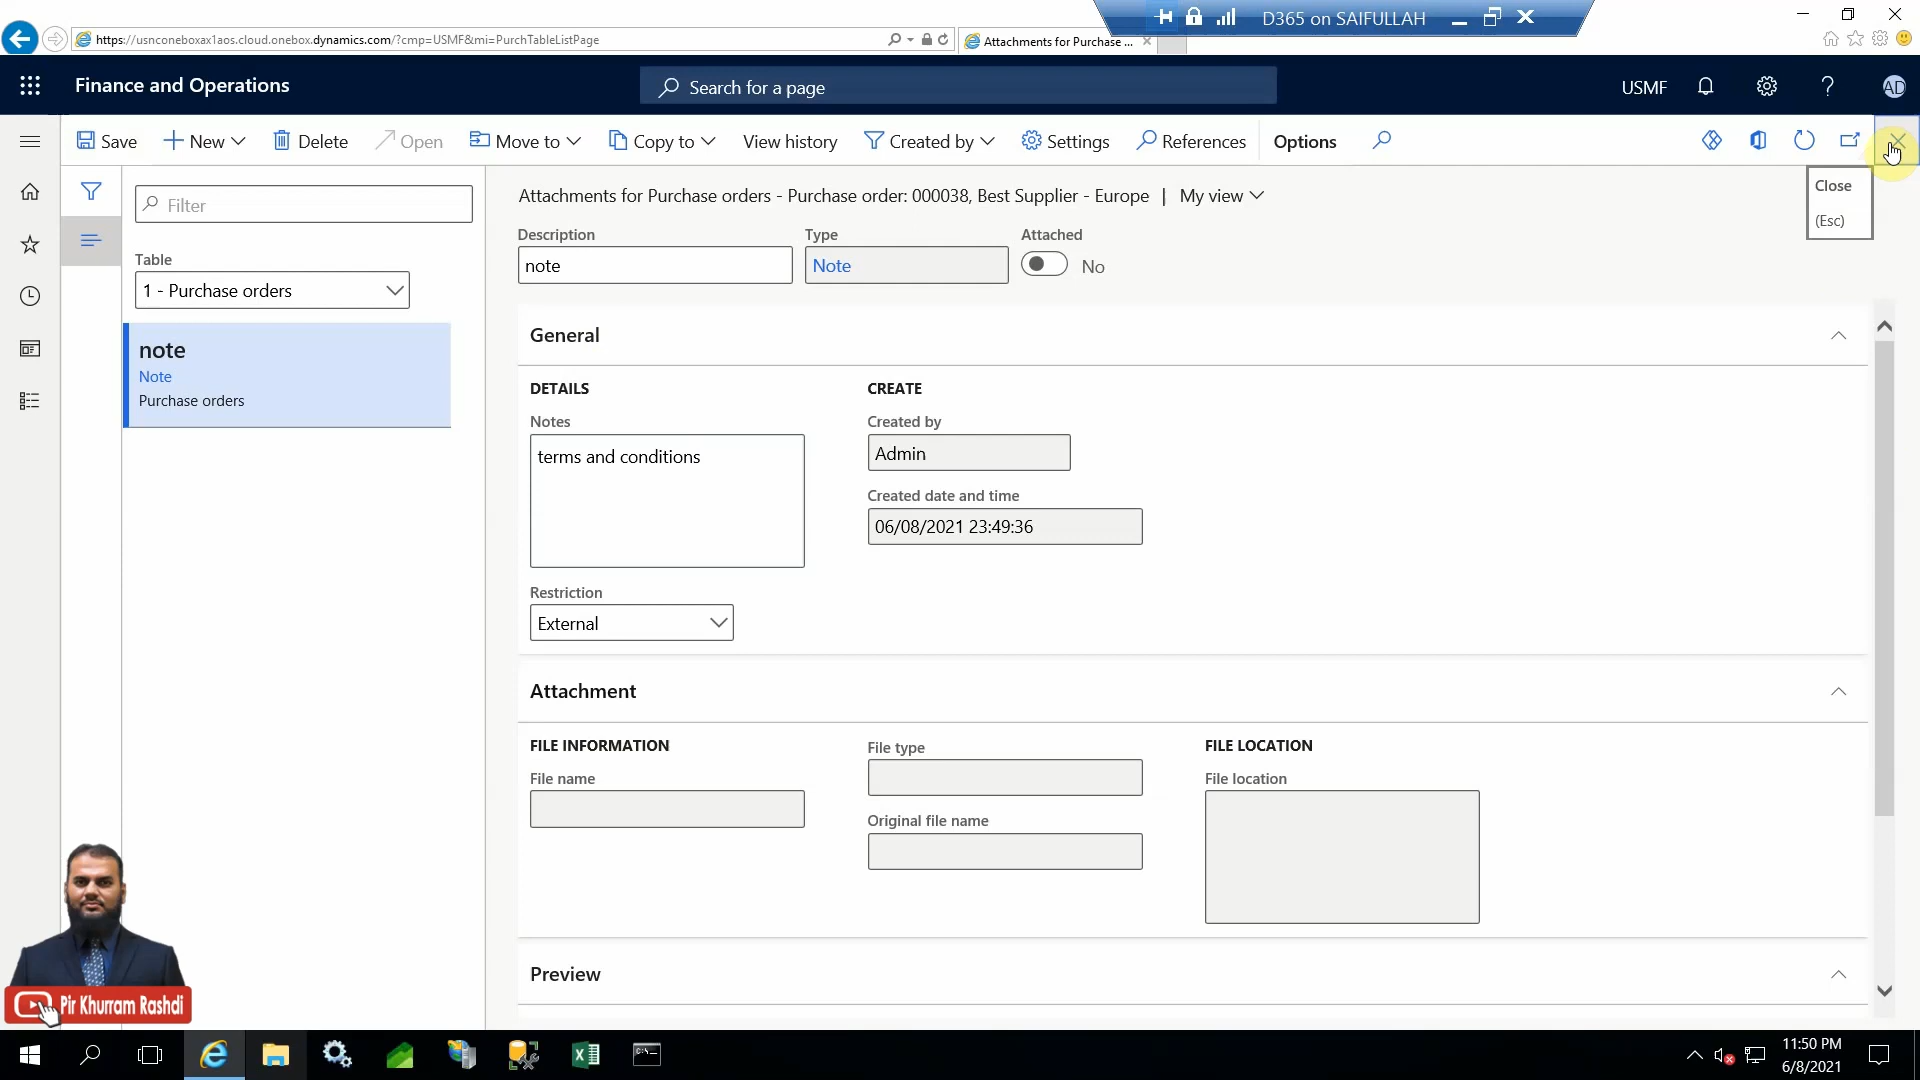 D365 on SAIFULLAH
https://usnconeboxax1aos.cloud.onebox.dynamics.com/?cmp=USMF&mi=PurchTableListPage
Attachments for Purchase ...
Finance and Operations
Search for a page
USMF
AD
Save
New
Delete
Open
Move to
Copy to
View history
Created by
Settings
References
Options
Close
(Esc)
Filter
Table
1 - Purchase orders
note
Note
Purchase orders
Attachments for Purchase orders - Purchase order: 000038, Best Supplier - Europe | My view
Description
note
Type
Note
Attached
No
General
DETAILS
Notes
terms and conditions
Restriction
External
CREATE
Created by
Admin
Created date and time
06/08/2021 23:49:36
Attachment
FILE INFORMATION
File name
File type
Original file name
FILE LOCATION
File location
Preview
Pir Khurram Rashdi
11:50 PM
6/8/2021